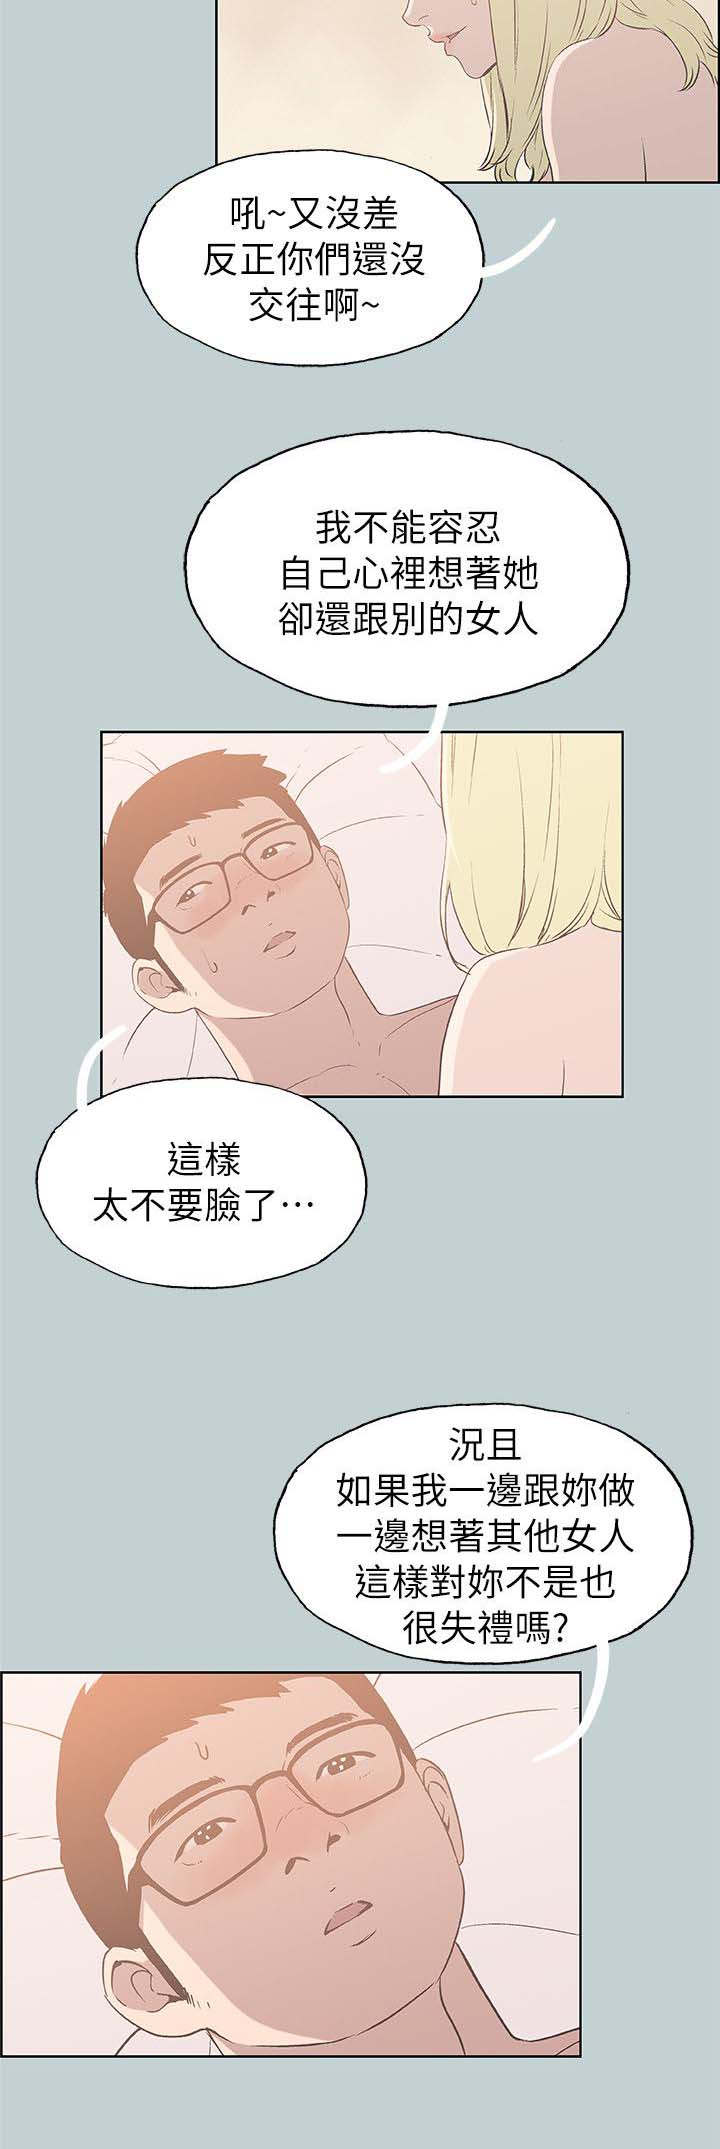 吼~又沒差
反正你們還沒
交往啊~
我不能容忍
自己心裡想著她
卻還跟別的女人
這樣
太不要臉了⋯
況且
如果我一邊跟妳做
一邊想著其他女人
這樣對妳不是也
很失禮嗎?